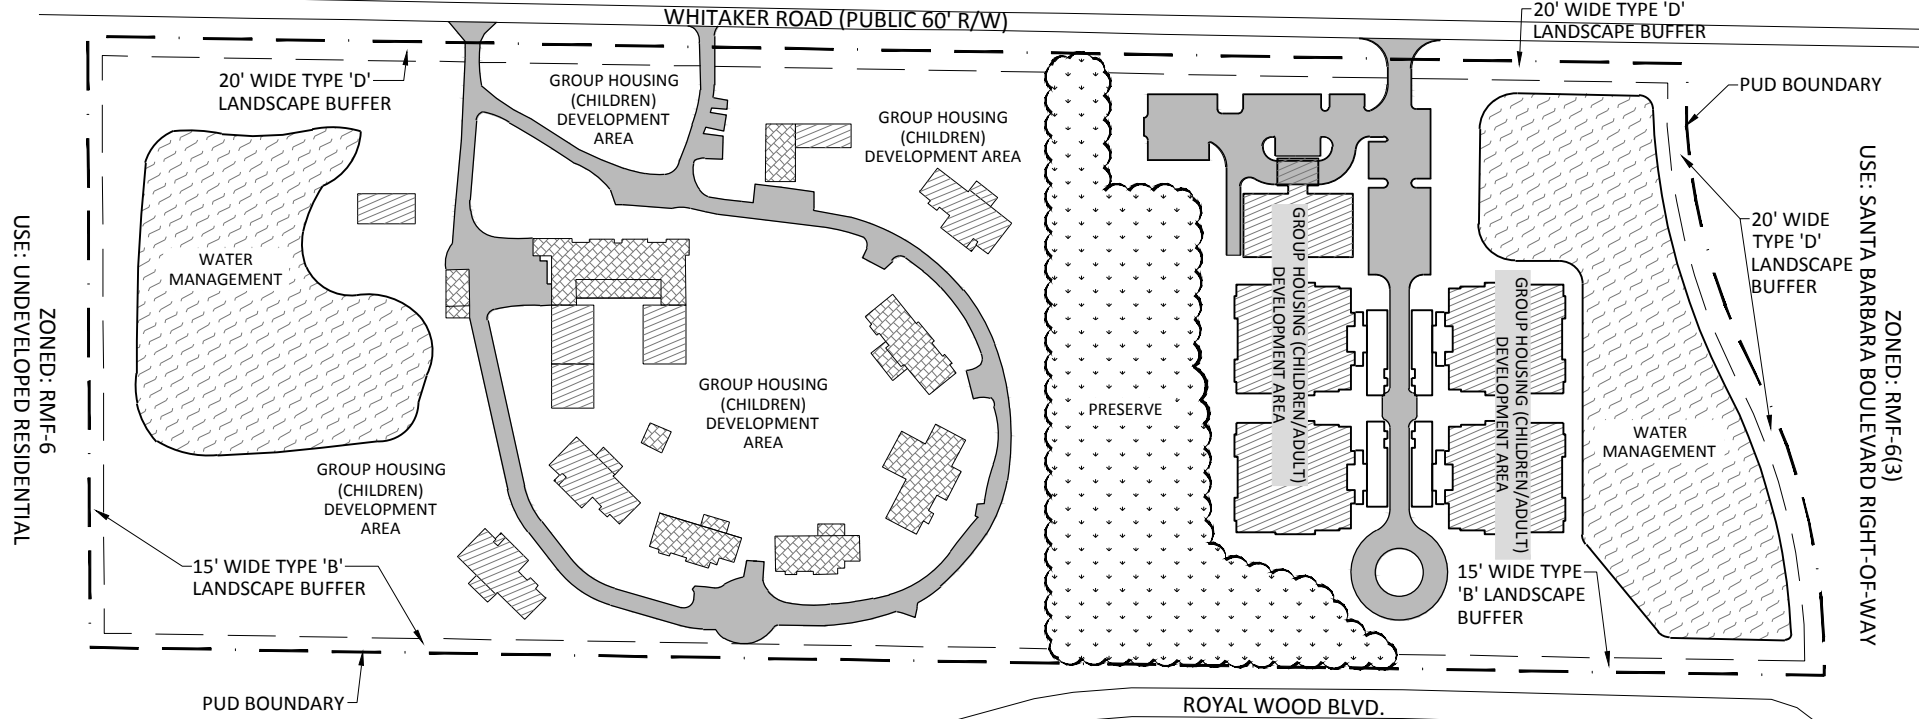 WHITAKER ROAD (PUBLIC 60' R/W)
20' WIDE TYPE 'D'
LANDSCAPE BUFFER
20' WIDE TYPE 'D'
LANDSCAPE BUFFER
GROUP HOUSING
(CHILDREN)
DEVELOPMENT
AREA
GROUP HOUSING
(CHILDREN)
DEVELOPMENT AREA
PUD BOUNDARY
USE: UNDEVELOPED RESIDENTIAL
ZONED: RMF-6
WATER
MANAGEMENT
GROUP HOUSING
(CHILDREN)
DEVELOPMENT
AREA
GROUP HOUSING
(CHILDREN)
DEVELOPMENT
AREA
PRESERVE
GROUP HOUSING (CHILDREN/ADULT)
DEVELOPMENT AREA
GROUP HOUSING (CHILDREN/ADULT)
DEVELOPMENT AREA
WATER
MANAGEMENT
20' WIDE
TYPE 'D'
LANDSCAPE
BUFFER
ZONED: RMF-6(3)
USE: SANTA BARBARA BOULEVARD RIGHT-OF-WAY
15' WIDE TYPE 'B'
LANDSCAPE BUFFER
15' WIDE TYPE
'B' LANDSCAPE
BUFFER
PUD BOUNDARY
ROYAL WOOD BLVD.